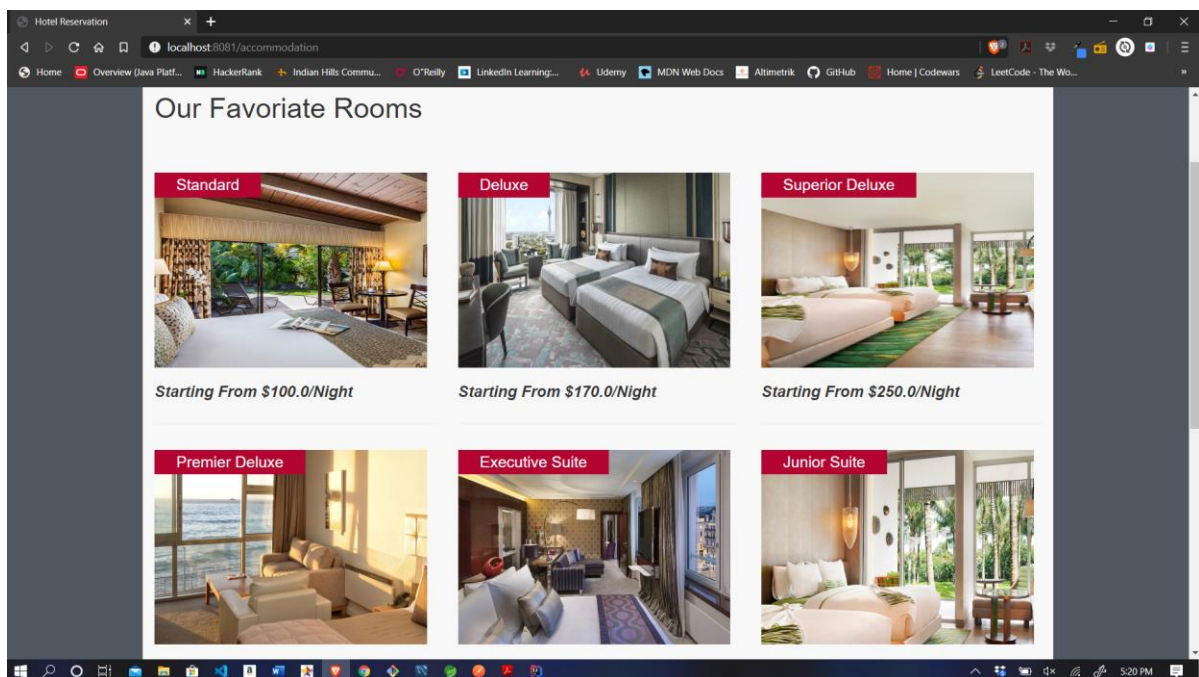 Hotel Reservation
localhost:8081/accommodation
Home Overview (Java Platf... HackerRank Indian Hills Commu... O'Reilly LinkedIn Learning:... Udemy MDN Web Docs Altimetrik GitHub Home | Codewars LeetCode - The Wo...
Our Favoriate Rooms
Standard Deluxe Superior Deluxe
Starting From $100.0/Night Starting From $170.0/Night Starting From $250.0/Night
Premier Deluxe Executive Suite Junior Suite
5:20 PM